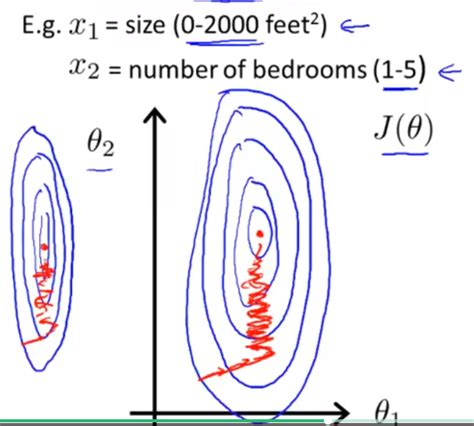 E.g. x₁ = size (0-2000 feet²)
x₂ = number of bedrooms (1-5)
θ₂
J(θ)
θ₁